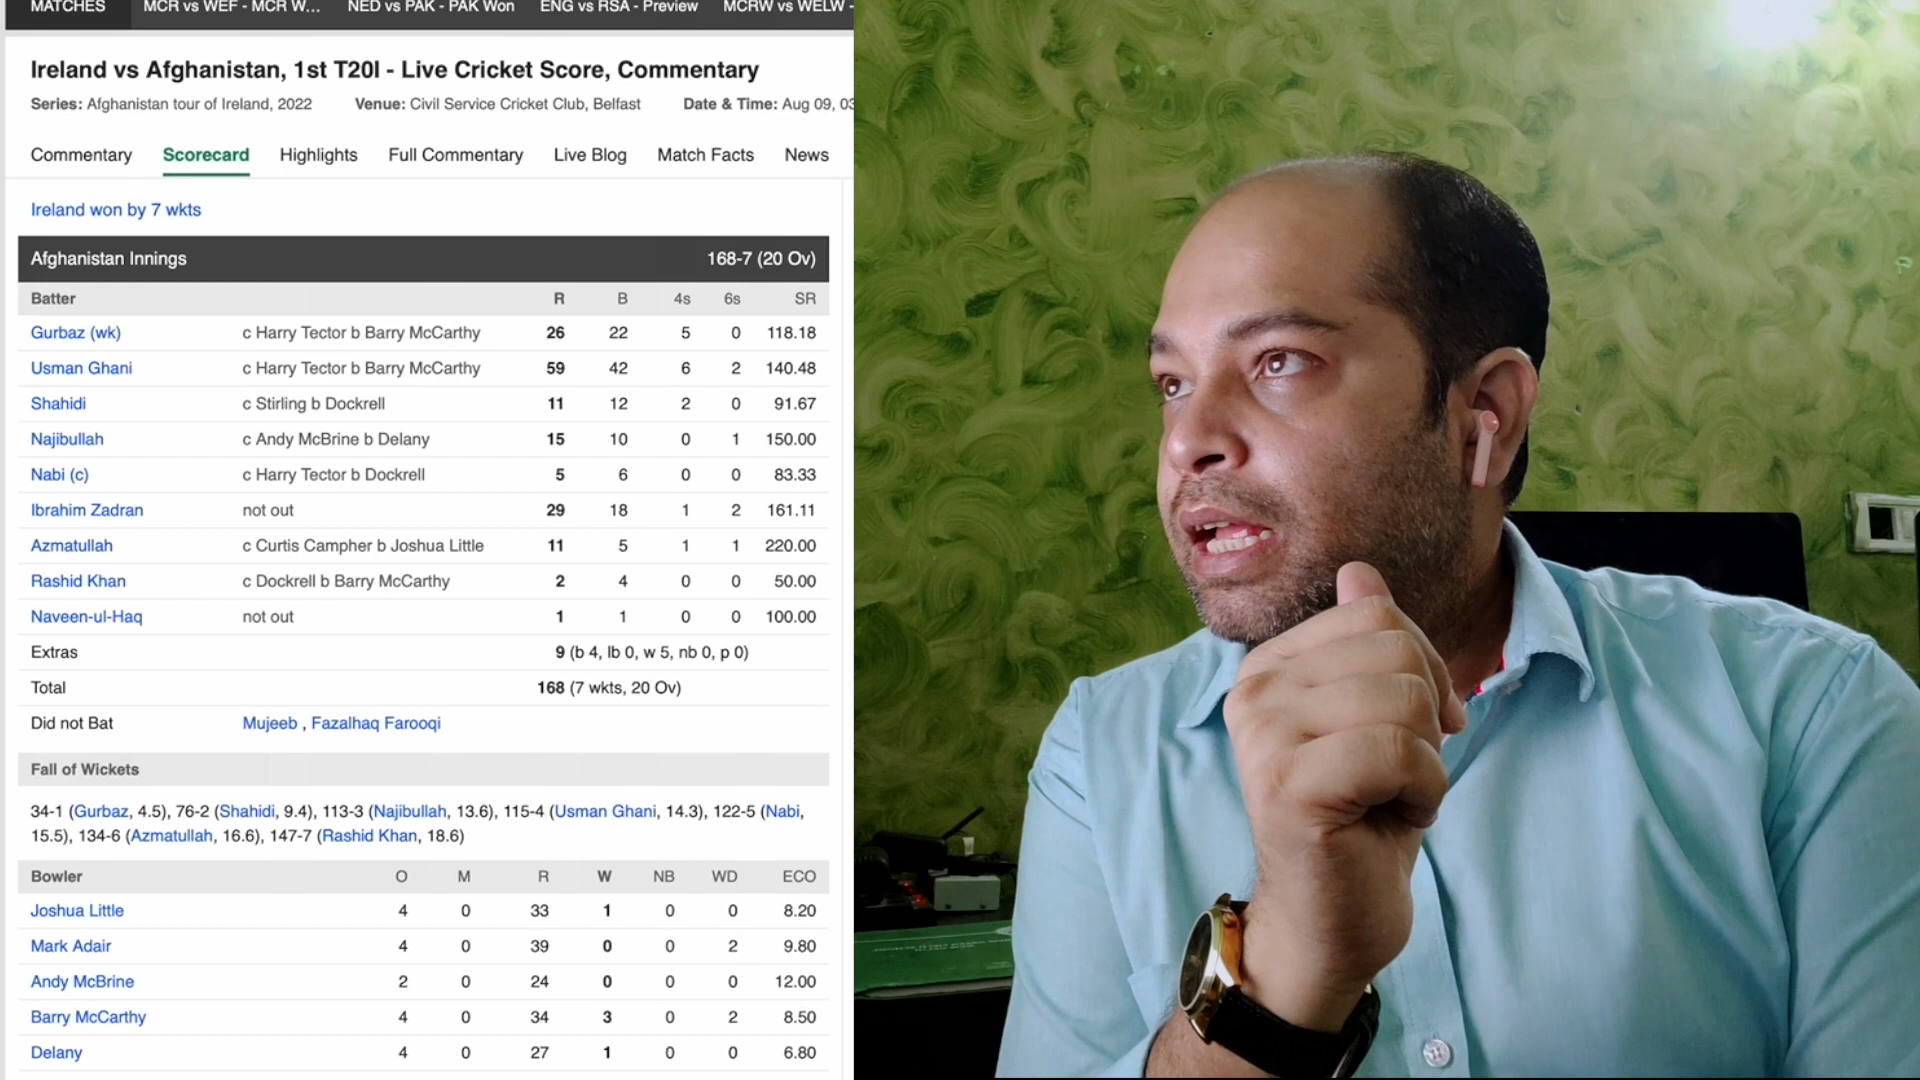 MATCHES MCR vs WEF - MCR W... NED vs PAK - PAK Won ENG vs RSA - Preview MCRW vs WELW -
Ireland vs Afghanistan, 1st T20I - Live Cricket Score, Commentary
Series: Afghanistan tour of Ireland, 2022 Venue: Civil Service Cricket Club, Belfast Date & Time: Aug 09, 03
Commentary Scorecard Highlights Full Commentary Live Blog Match Facts News
Ireland won by 7 wkts
Afghanistan Innings 168-7 (20 Ov)
Batter R B 4s 6s SR
Gurbaz (wk) c Harry Tector b Barry McCarthy 26 22 5 0 118.18
Usman Ghani c Harry Tector b Barry McCarthy 59 42 6 2 140.48
Shahidi c Stirling b Dockrell 11 12 2 0 91.67
Najibullah c Andy McBrine b Delany 15 10 0 1 150.00
Nabi (c) c Harry Tector b Dockrell 5 6 0 0 83.33
Ibrahim Zadran not out 29 18 1 2 161.11
Azmatullah c Curtis Campher b Joshua Little 11 5 1 1 220.00
Rashid Khan c Dockrell b Barry McCarthy 2 4 0 0 50.00
Naveen-ul-Haq not out 1 1 0 0 100.00
Extras 9 (b 4, lb 0, w 5, nb 0, p 0)
Total 168 (7 wkts, 20 Ov)
Did not Bat Mujeeb , Fazalhaq Farooqi
Fall of Wickets
34-1 (Gurbaz, 4.5), 76-2 (Shahidi, 9.4), 113-3 (Najibullah, 13.6), 115-4 (Usman Ghani, 14.3), 122-5 (Nabi,
15.5), 134-6 (Azmatullah, 16.6), 147-7 (Rashid Khan, 18.6)
Bowler O M R W NB WD ECO
Joshua Little 4 0 33 1 0 0 8.20
Mark Adair 4 0 39 0 0 2 9.80
Andy McBrine 2 0 24 0 0 0 12.00
Barry McCarthy 4 0 34 3 0 2 8.50
Delany 4 0 27 1 0 0 6.80